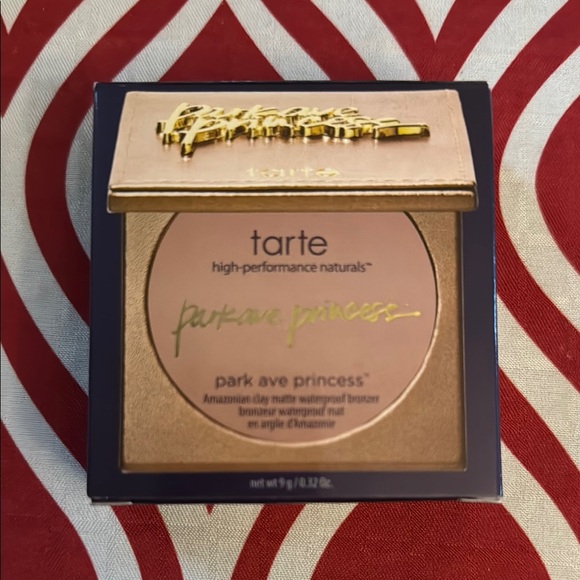 park ave
princess
tarte
tarte
high-performance naturals™
park ave princess
park ave princess™
Amazonian clay matte waterproof bronzer
bronzeur waterproof mat
en argile d'Amazonie
net wt 9 g / 0.32 Oz.